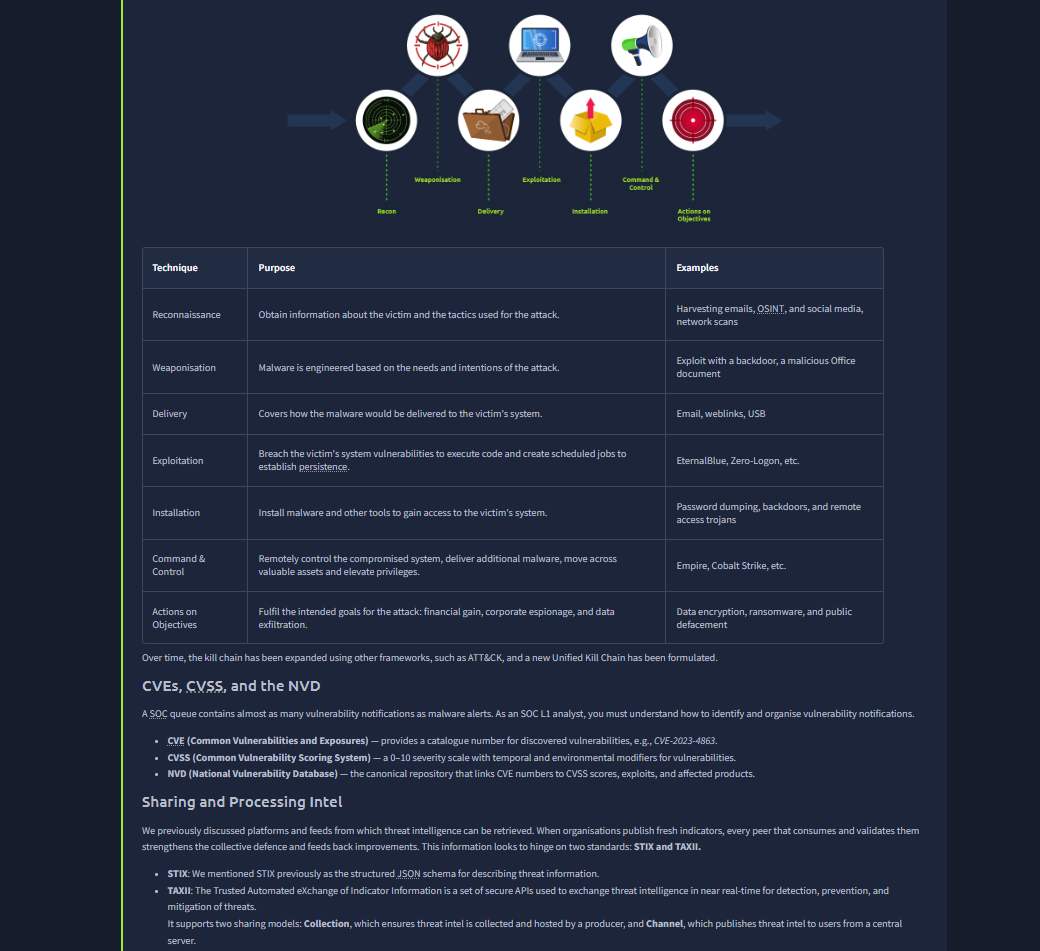 Weaponisation
Exploitation
Command &
Control
Recon
Delivery
Installation
Actions on
Objectives
Technique Purpose Examples
Reconnaissance Obtain information about the victim and the tactics used for the attack. Harvesting emails, OSINT, and social media,
network scans
Weaponisation Malware is engineered based on the needs and intentions of the attack. Exploit with a backdoor, a malicious Office
document
Delivery Covers how the malware would be delivered to the victim's system. Email, weblinks, USB
Exploitation Breach the victim's system vulnerabilities to execute code and create scheduled jobs to
establish persistence. EternalBlue, Zero-Logon, etc.
Installation Install malware and other tools to gain access to the victim's system. Password dumping, backdoors, and remote
access trojans
Command &
Control Remotely control the compromised system, deliver additional malware, move across
valuable assets and elevate privileges. Empire, Cobalt Strike, etc.
Actions on
Objectives Fulfil the intended goals for the attack: financial gain, corporate espionage, and data
exfiltration. Data encryption, ransomware, and public
defacement
Over time, the kill chain has been expanded using other frameworks, such as ATT&CK, and a new Unified Kill Chain has been formulated.
CVEs, CVSS, and the NVD
A SOC queue contains almost as many vulnerability notifications as malware alerts. As an SOC L1 analyst, you must understand how to identify and organise vulnerability notifications.
• CVE (Common Vulnerabilities and Exposures) — provides a catalogue number for discovered vulnerabilities, e.g., CVE-2023-4863.
• CVSS (Common Vulnerability Scoring System) — a 0–10 severity scale with temporal and environmental modifiers for vulnerabilities.
• NVD (National Vulnerability Database) — the canonical repository that links CVE numbers to CVSS scores, exploits, and affected products.
Sharing and Processing Intel
We previously discussed platforms and feeds from which threat intelligence can be retrieved. When organisations publish fresh indicators, every peer that consumes and validates them
strengthens the collective defence and feeds back improvements. This information looks to hinge on two standards: STIX and TAXII.
• STIX: We mentioned STIX previously as the structured JSON schema for describing threat information.
• TAXII: The Trusted Automated eXchange of Indicator Information is a set of secure APIs used to exchange threat intelligence in near real-time for detection, prevention, and
mitigation of threats.
It supports two sharing models: Collection, which ensures threat intel is collected and hosted by a producer, and Channel, which publishes threat intel to users from a central
server.